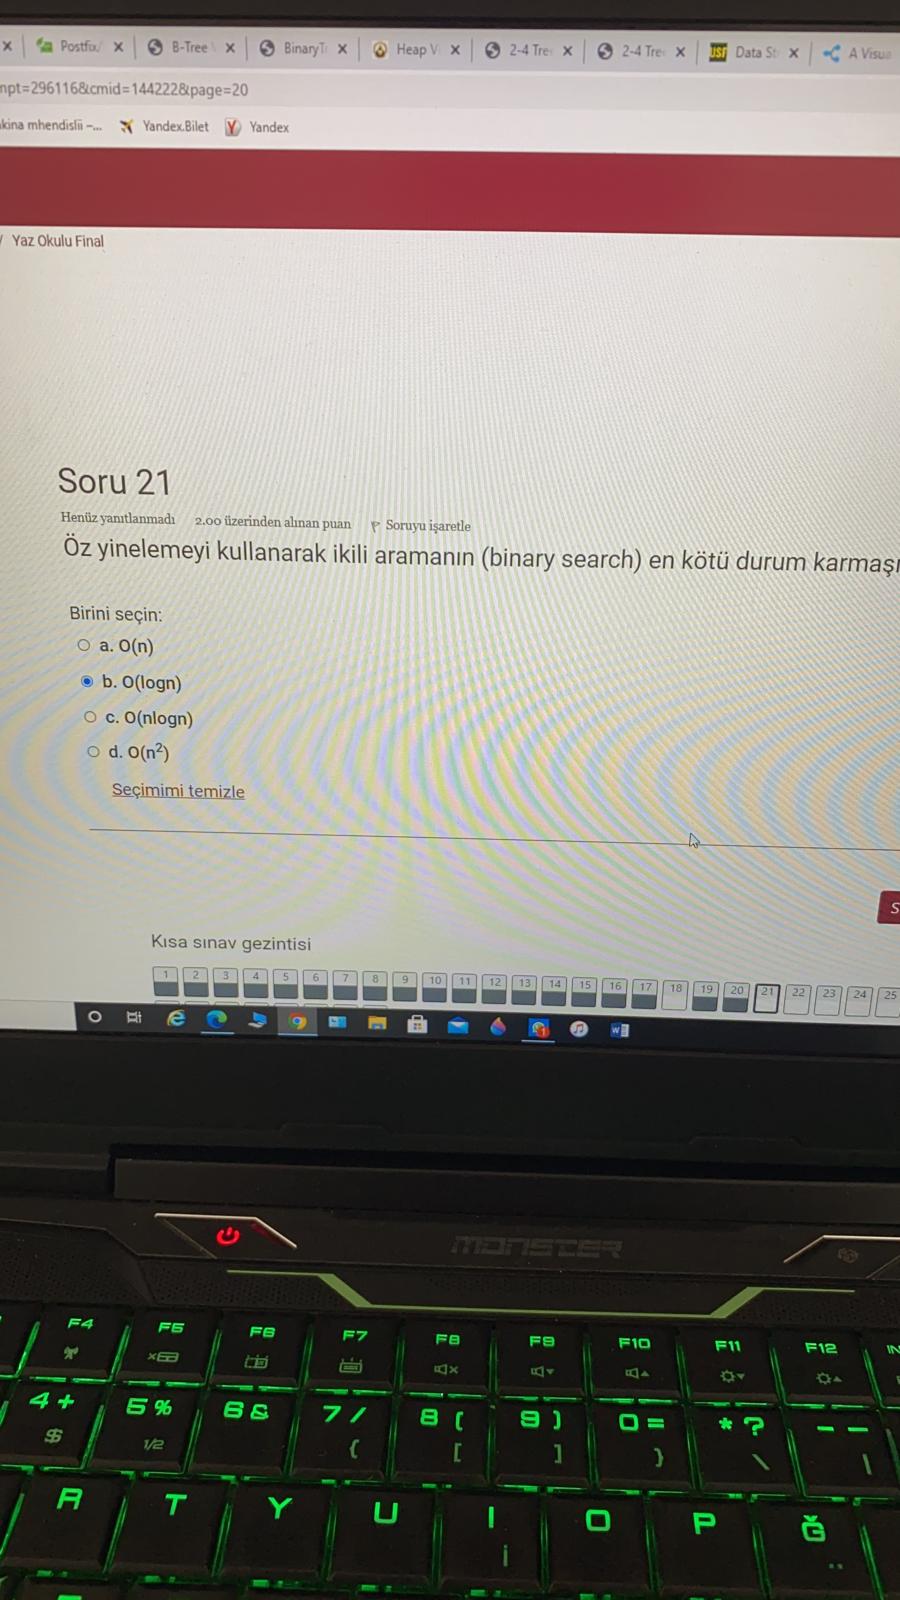 Postfix/
B-Tree
BinaryT
Heap V
2-4 Tre
2-4 Tre
USF Data St
A Visua
mpt=296116&cmid=144222&page=20
kina mhendislii –...
Yandex.Bilet
Y Yandex
/ Yaz Okulu Final
Soru 21
Henüz yanıtlanmadı 2.00 üzerinden alınan puan Soruyu işaretle
Öz yinelemeyi kullanarak ikili aramanın (binary search) en kötü durum karmaşı
Birini seçin:
a. O(n)
b. O(logn)
c. O(nlogn)
d. O(n²)
Seçimimi temizle
S
Kısa sınav gezintisi
1 2 3 4 5 6 7 8 9 10 11 12 13 14 15 16 17 18 19 20 21 22 23 24 25
MONSTER
F4 F5 F6 F7 F8 F9 F10 F11 F12 IN
4 + 5 % 6 & 7 / 8 ( 9 ) 0 = * ? – –
$ 1/2 { [ ] } \ |
R T Y U I O P Ğ
i ¨